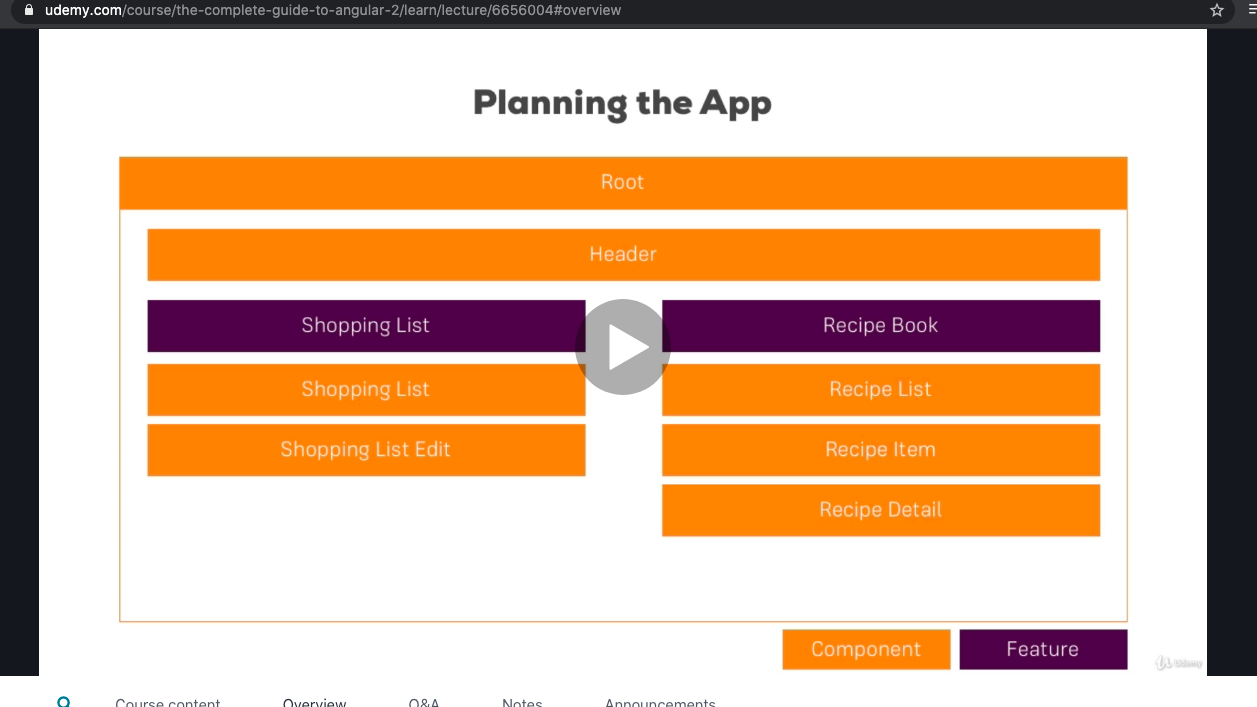 udemy.com/course/the-complete-guide-to-angular-2/learn/lecture/6656004#overview
Planning the App
Root
Header
Shopping List Recipe Book
Shopping List Recipe List
Shopping List Edit Recipe Item
Recipe Detail
Component Feature
Udemy
Course content Overview Q&A Notes Announcements